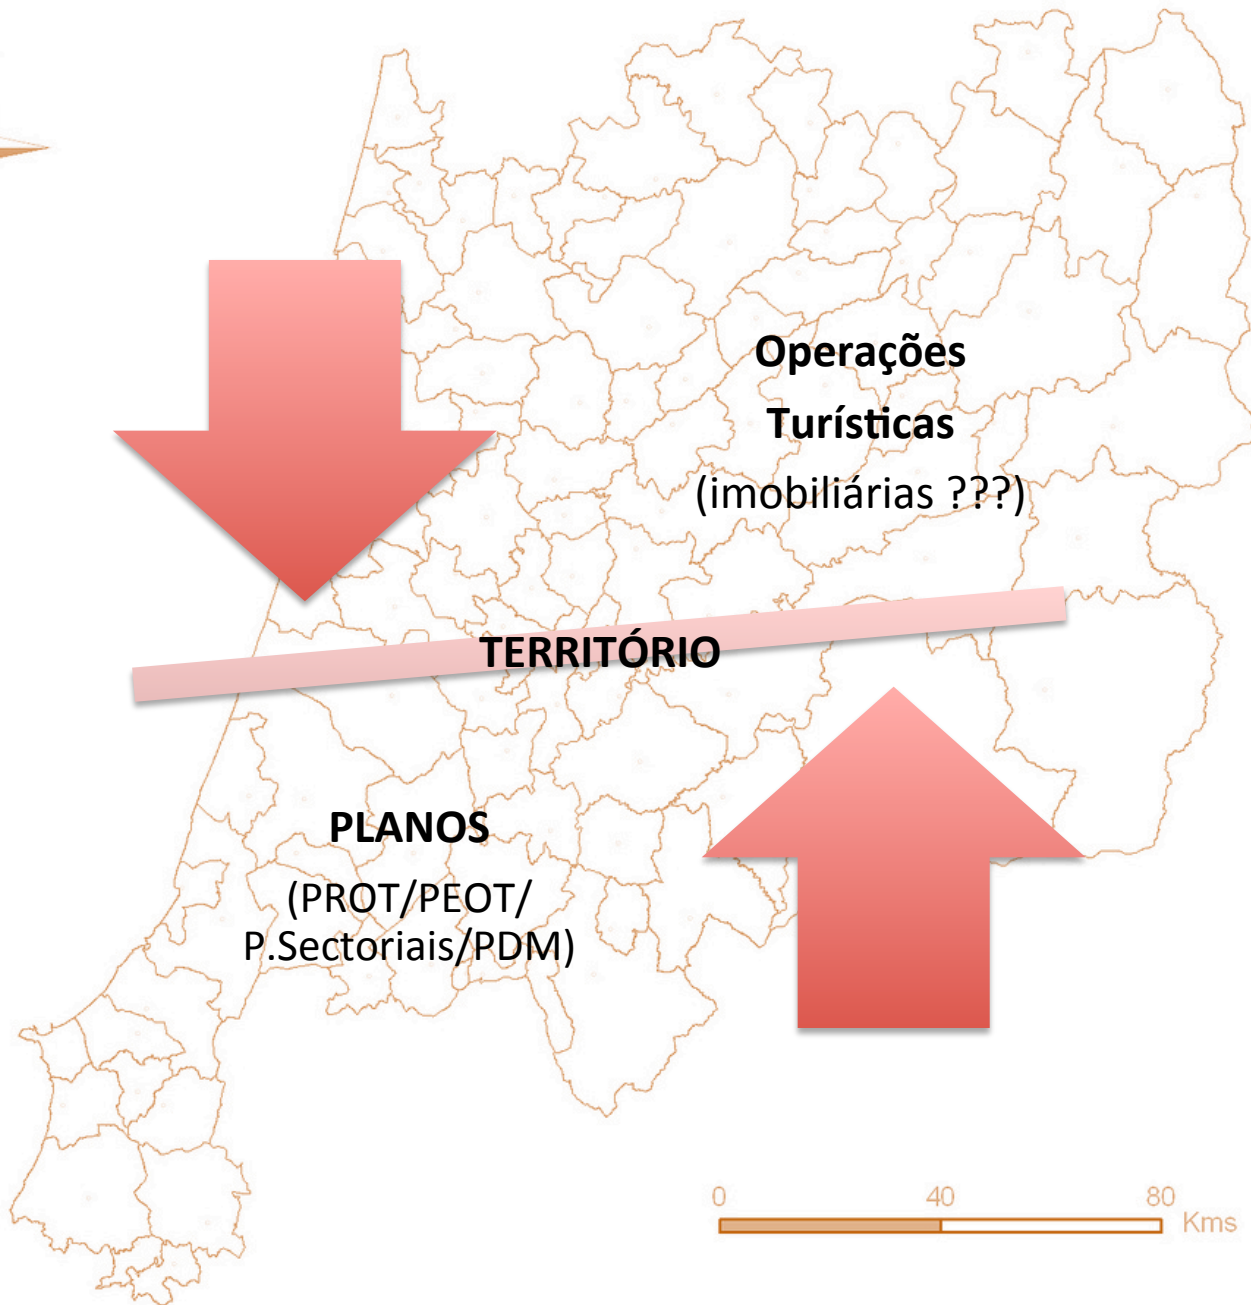 Operações
Turísticas
(imobiliárias ???)
TERRITÓRIO
PLANOS
(PROT/PEOT/
P.Sectoriais/PDM)
0 40 80
Kms